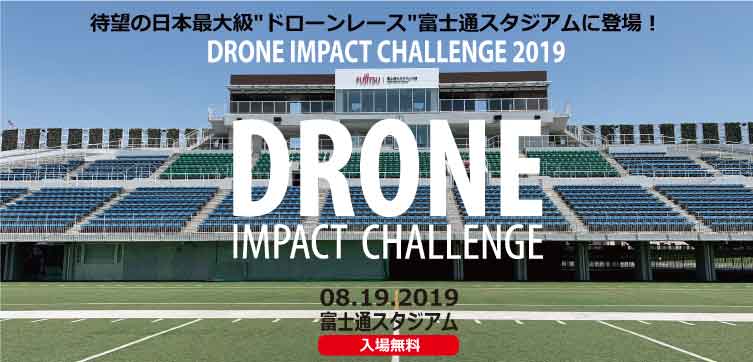 待望の日本最大級"ドローンレース"富士通スタジアムに登場！
DRONE IMPACT CHALLENGE 2019
FUJITSU
DRONE
IMPACT CHALLENGE
08.19.2019
富士通スタジアム
入場無料